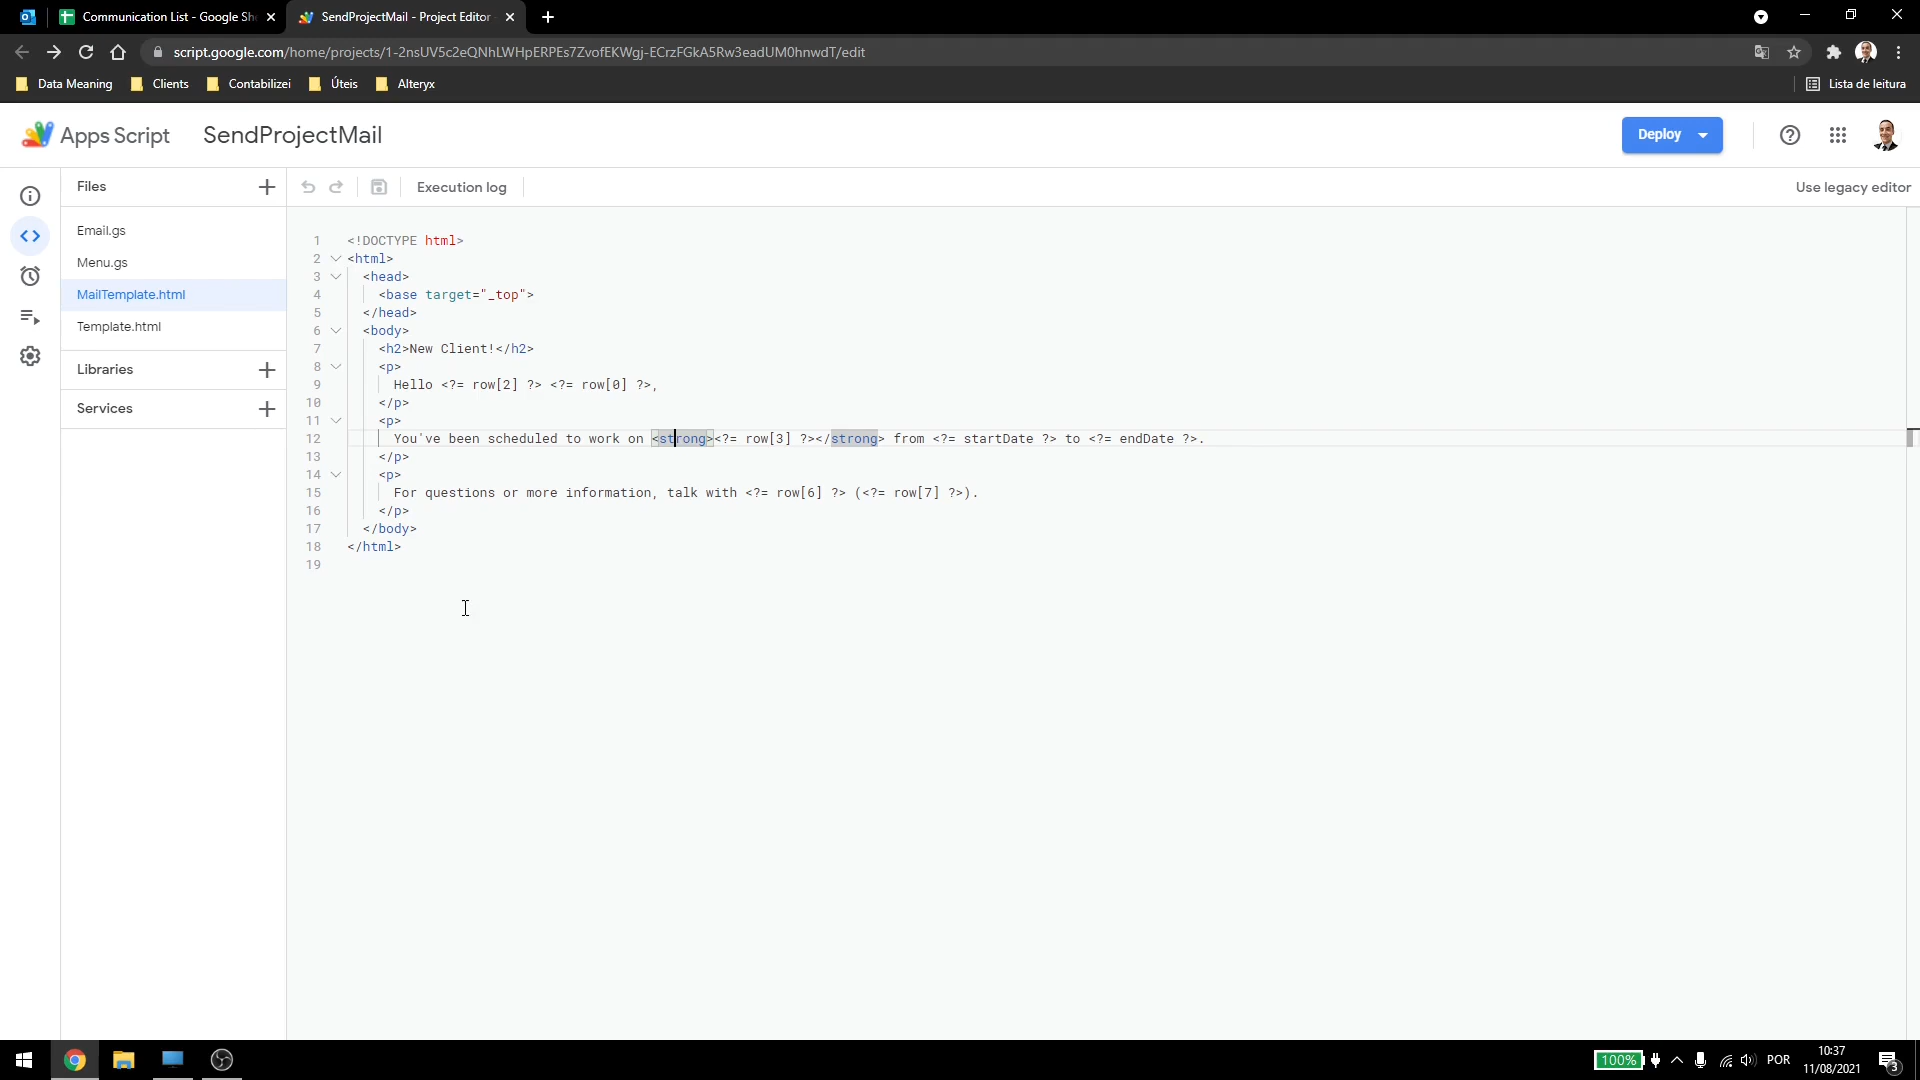 Communication List - Google She
SendProjectMail - Project Editor
script.google.com/home/projects/1-2nsUV5c2eQNhLWHpERPEs7ZvofEKWgj-ECrzFGkA5Rw3eadUM0hnwdT/edit
Data Meaning Clients Contabilizei Úteis Alteryx Lista de leitura
Apps Script SendProjectMail Deploy
Files Execution log Use legacy editor
Email.gs
Menu.gs
MailTemplate.html
Template.html
Libraries
Services
1 <!DOCTYPE html>
2 <html>
3 <head>
4 <base target="_top">
5 </head>
6 <body>
7 <h2>New Client!</h2>
8 <p>
9 Hello <?= row[2] ?> <?= row[0] ?>,
10 </p>
11 <p>
12 You've been scheduled to work on <strong><?= row[3] ?></strong> from <?= startDate ?> to <?= endDate ?>.
13 </p>
14 <p>
15 For questions or more information, talk with <?= row[6] ?> (<?= row[7] ?>).
16 </p>
17 </body>
18 </html>
19
100% POR 10:37
11/08/2021 3